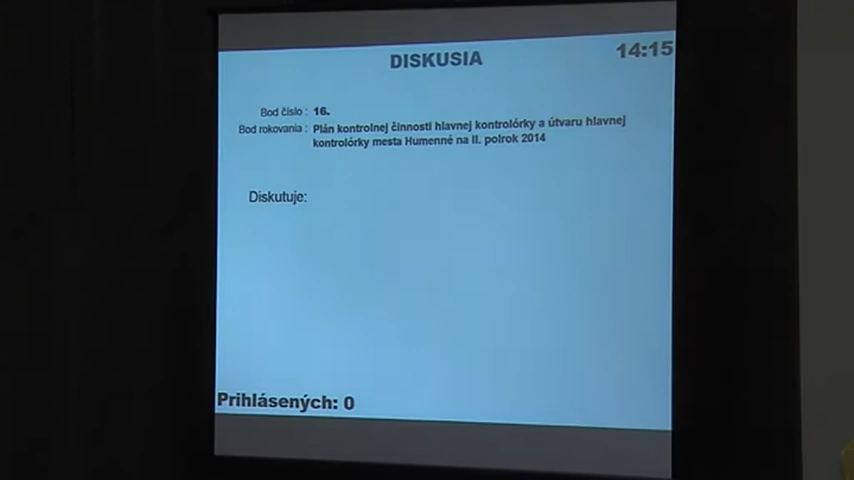 DISKUSIA
14:15
Bod číslo : 16.
Bod rokovania : Plán kontrolnej činnosti hlavnej kontrolórky a útvaru hlavnej
kontrolórky mesta Humenné na II. polrok 2014
Diskutuje:
Prihlásených: 0